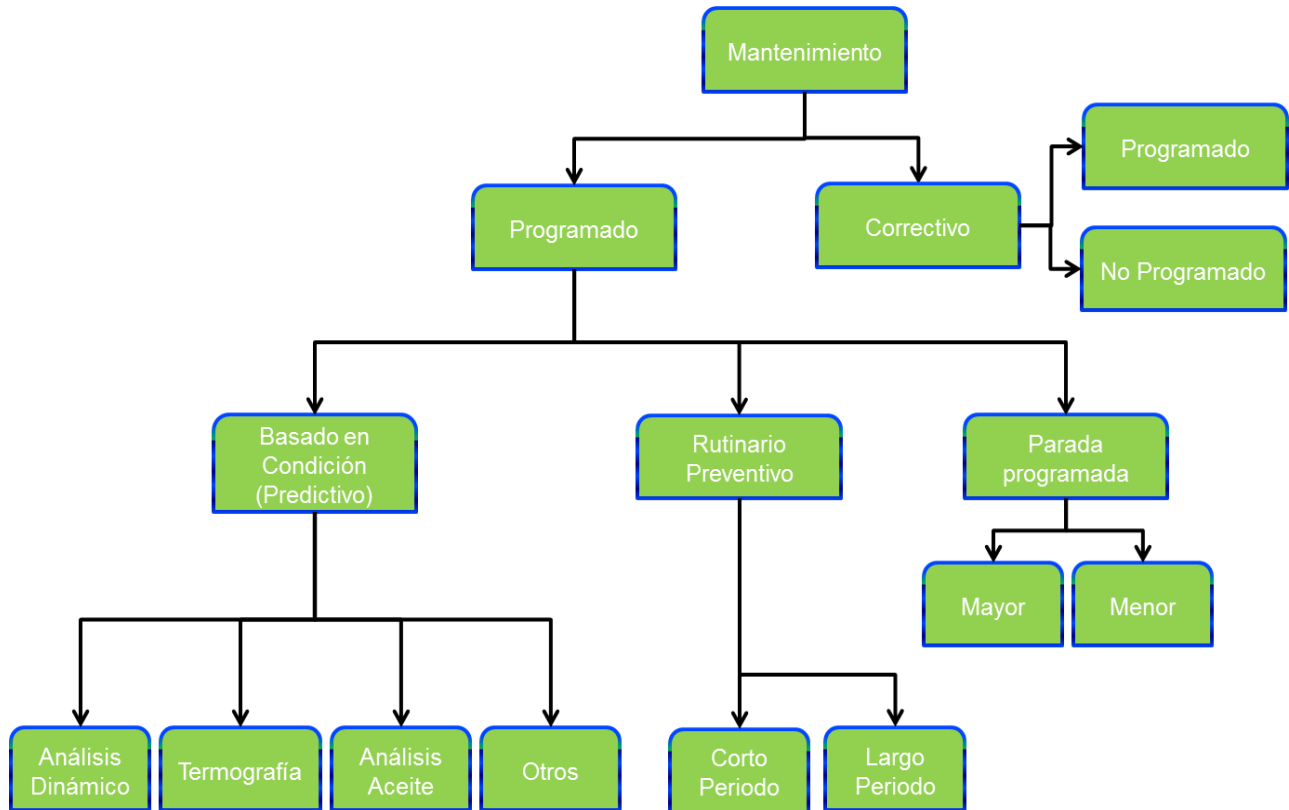 Mantenimiento
Programado
Programado
Correctivo
No Programado
Basado en
Condición
(Predictivo)
Rutinario
Preventivo
Parada
programada
Mayor
Menor
Análisis
Dinámico
Termografía
Análisis
Aceite
Otros
Corto
Periodo
Largo
Periodo